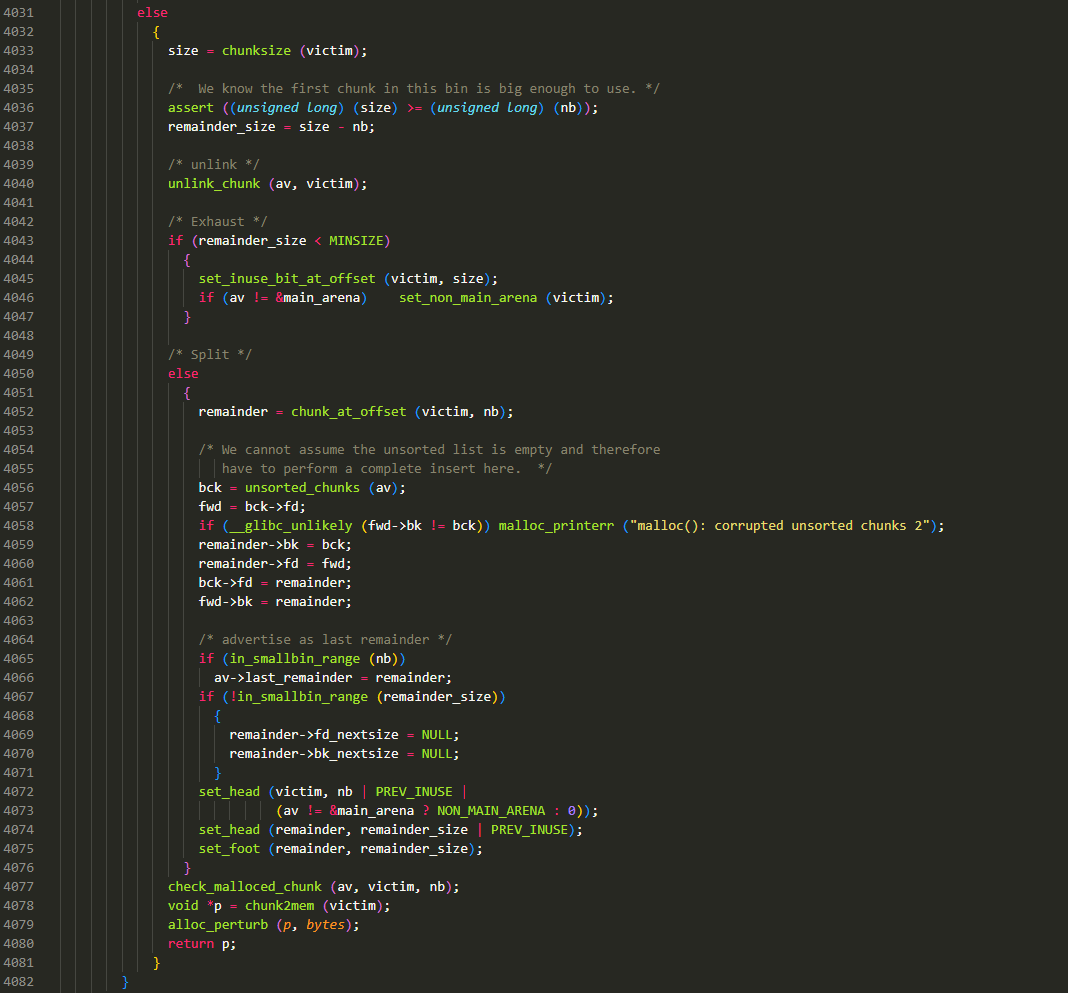 4031 else
4032 {
4033 size = chunksize (victim);
4034
4035 /*  We know the first chunk in this bin is big enough to use. */
4036 assert ((unsigned long) (size) >= (unsigned long) (nb));
4037 remainder_size = size - nb;
4038
4039 /* unlink */
4040 unlink_chunk (av, victim);
4041
4042 /* Exhaust */
4043 if (remainder_size < MINSIZE)
4044 {
4045 set_inuse_bit_at_offset (victim, size);
4046 if (av != &main_arena)    set_non_main_arena (victim);
4047 }
4048
4049 /* Split */
4050 else
4051 {
4052 remainder = chunk_at_offset (victim, nb);
4053
4054 /* We cannot assume the unsorted list is empty and therefore
4055 have to perform a complete insert here.  */
4056 bck = unsorted_chunks (av);
4057 fwd = bck->fd;
4058 if (__glibc_unlikely (fwd->bk != bck)) malloc_printerr ("malloc(): corrupted unsorted chunks 2");
4059 remainder->bk = bck;
4060 remainder->fd = fwd;
4061 bck->fd = remainder;
4062 fwd->bk = remainder;
4063
4064 /* advertise as last remainder */
4065 if (in_smallbin_range (nb))
4066 av->last_remainder = remainder;
4067 if (!in_smallbin_range (remainder_size))
4068 {
4069 remainder->fd_nextsize = NULL;
4070 remainder->bk_nextsize = NULL;
4071 }
4072 set_head (victim, nb | PREV_INUSE |
4073 (av != &main_arena ? NON_MAIN_ARENA : 0));
4074 set_head (remainder, remainder_size | PREV_INUSE);
4075 set_foot (remainder, remainder_size);
4076 }
4077 check_malloced_chunk (av, victim, nb);
4078 void *p = chunk2mem (victim);
4079 alloc_perturb (p, bytes);
4080 return p;
4081 }
4082 }